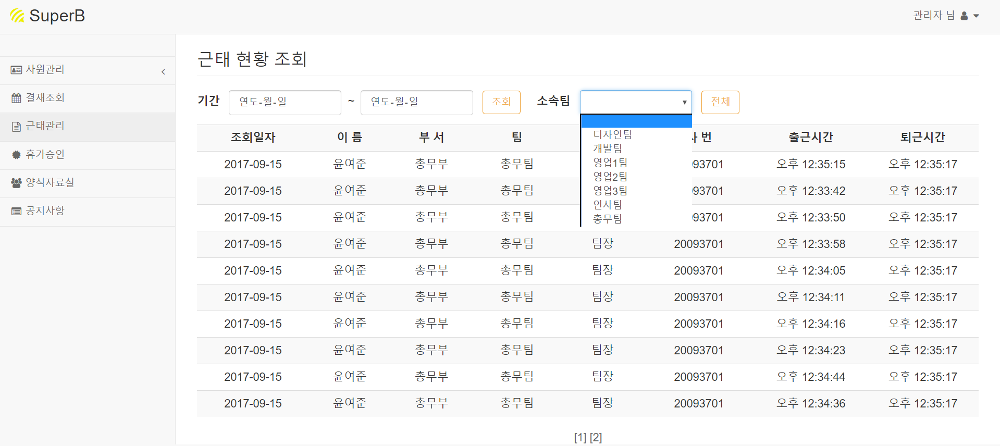 SuperB
관리자 님
사원관리
결재조회
근태관리
휴가승인
양식자료실
공지사항
근태 현황 조회
기간 연도-월-일 ~ 연도-월-일 조회 소속팀 전체
디자인팀
개발팀
영업1팀
영업2팀
영업3팀
인사팀
총무팀
조회일자 이 름 부 서 팀 번 출근시간 퇴근시간
2017-09-15 윤여준 총무부 총무팀 093701 오후 12:35:15 오후 12:35:17
2017-09-15 윤여준 총무부 총무팀 093701 오후 12:33:42 오후 12:35:17
2017-09-15 윤여준 총무부 총무팀 093701 오후 12:33:50 오후 12:35:17
2017-09-15 윤여준 총무부 총무팀 팀장 20093701 오후 12:33:58 오후 12:35:17
2017-09-15 윤여준 총무부 총무팀 팀장 20093701 오후 12:34:05 오후 12:35:17
2017-09-15 윤여준 총무부 총무팀 팀장 20093701 오후 12:34:11 오후 12:35:17
2017-09-15 윤여준 총무부 총무팀 팀장 20093701 오후 12:34:16 오후 12:35:17
2017-09-15 윤여준 총무부 총무팀 팀장 20093701 오후 12:34:23 오후 12:35:17
2017-09-15 윤여준 총무부 총무팀 팀장 20093701 오후 12:34:44 오후 12:35:17
2017-09-15 윤여준 총무부 총무팀 팀장 20093701 오후 12:34:36 오후 12:35:17
[1] [2]